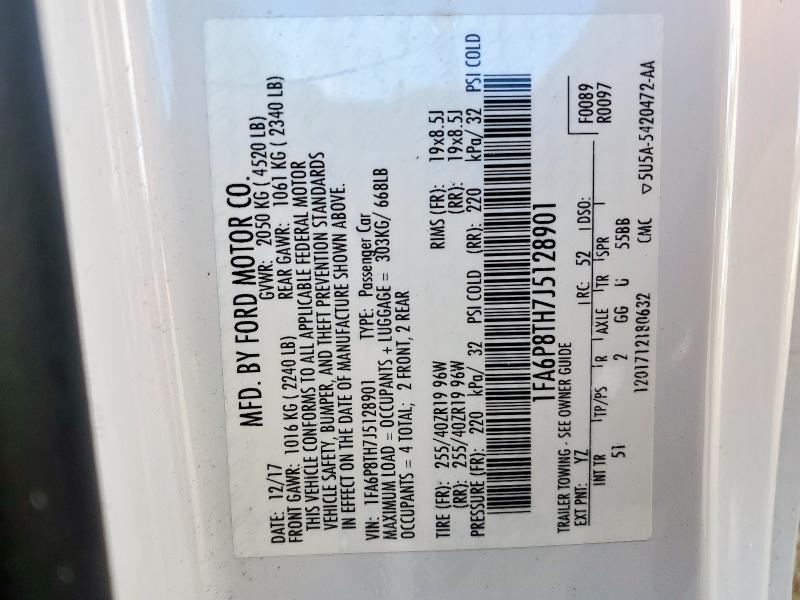 MFD. BY FORD MOTOR CO.
DATE: 12/17 GVWR: 2050 KG ( 4520 LB)
FRONT GAWR: 1016 KG ( 2240 LB) REAR GAWR: 1061 KG ( 2340 LB)
THIS VEHICLE CONFORMS TO ALL APPLICABLE FEDERAL MOTOR
VEHICLE SAFETY, BUMPER, AND THEFT PREVENTION STANDARDS
IN EFFECT ON THE DATE OF MANUFACTURE SHOWN ABOVE.
VIN: 1FA6P8TH7J5128901 TYPE: Passenger Car
MAXIMUM LOAD = OCCUPANTS + LUGGAGE = 303KG/ 668LB
OCCUPANTS = 4 TOTAL; 2 FRONT, 2 REAR
TIRE (FR): 255/40ZR19 96W RIMS (FR): 19x8.5J
(RR): 255/40ZR19 96W (RR): 19x8.5J
PRESSURE (FR): 220 kPa/ 32 PSI COLD (RR): 220 kPa/ 32 PSI COLD
1FA6P8TH7J5128901
TRAILER TOWING - SEE OWNER GUIDE F0089
EXT PNT: YZ RC: 52 DSO: R0097
INT TR TP/PS R AXLE TR SPR
51 2 GG U 55BB
1201712180632 CMC ▽5U5A-5420472-AA